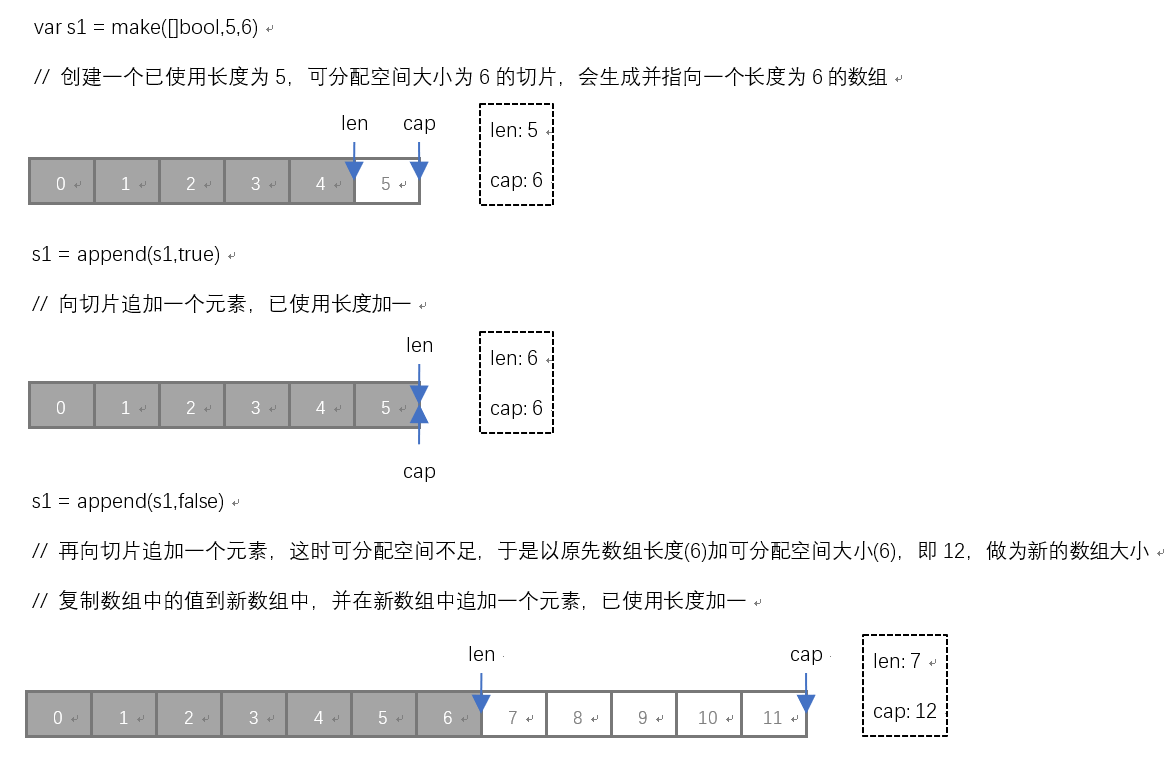 var s1 = make([]bool,5,6)
// 创建一个已使用长度为 5，可分配空间大小为 6 的切片，会生成并指向一个长度为 6 的数组
len cap
len: 5
cap: 6
0 1 2 3 4 5
s1 = append(s1,true)
// 向切片追加一个元素，已使用长度加一
len
len: 6
cap: 6
0 1 2 3 4 5
cap
s1 = append(s1,false)
// 再向切片追加一个元素，这时可分配空间不足，于是以原先数组长度(6)加可分配空间大小(6)，即 12，做为新的数组大小
// 复制数组中的值到新数组中，并在新数组中追加一个元素，已使用长度加一
len cap
len: 7
cap: 12
0 1 2 3 4 5 6 7 8 9 10 11